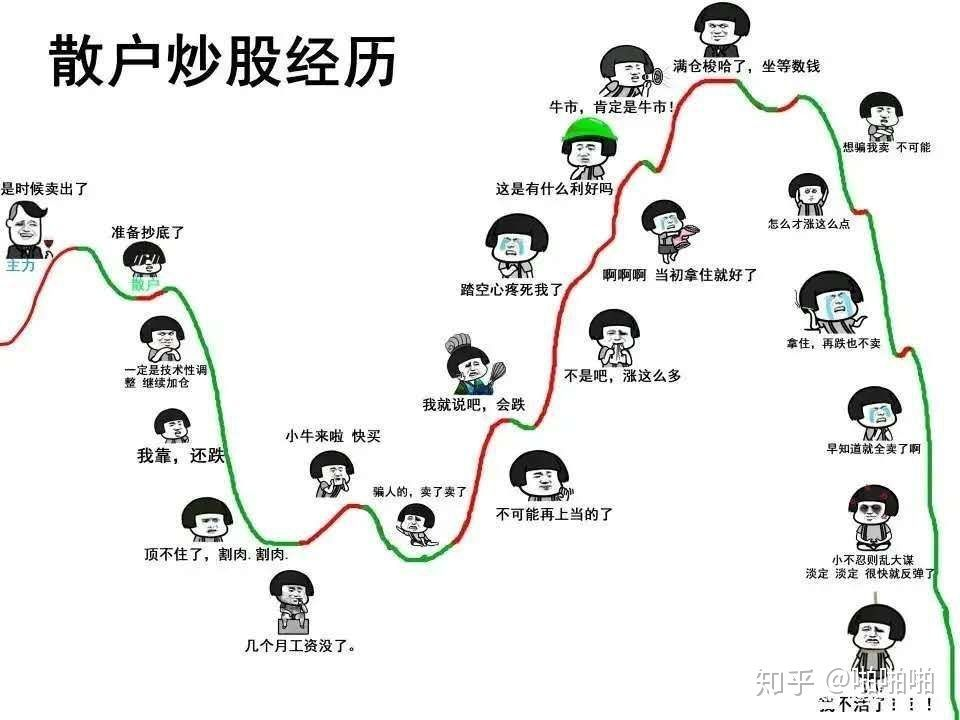 散户炒股经历
是时候卖出了
主力
准备抄底了
散户
一定是技术性调
整 继续加仓
我靠，还跌
顶不住了，割肉.割肉.
几个月工资没了。
小牛来啦 快买
骗人的，卖了卖了
我就说吧，会跌
不可能再上当的了
不是吧，涨这么多
踏空心疼死我了
啊啊啊 当初拿住就好了
这是有什么利好吗
牛市，肯定是牛市！
满仓梭哈了，坐等数钱
想骗我卖 不可能
怎么才涨这么点
拿住，再跌也不卖
早知道就全卖了啊
小不忍则乱大谋
淡定 淡定 很快就反弹了
我不活了！！！
知乎 @啪啪啪